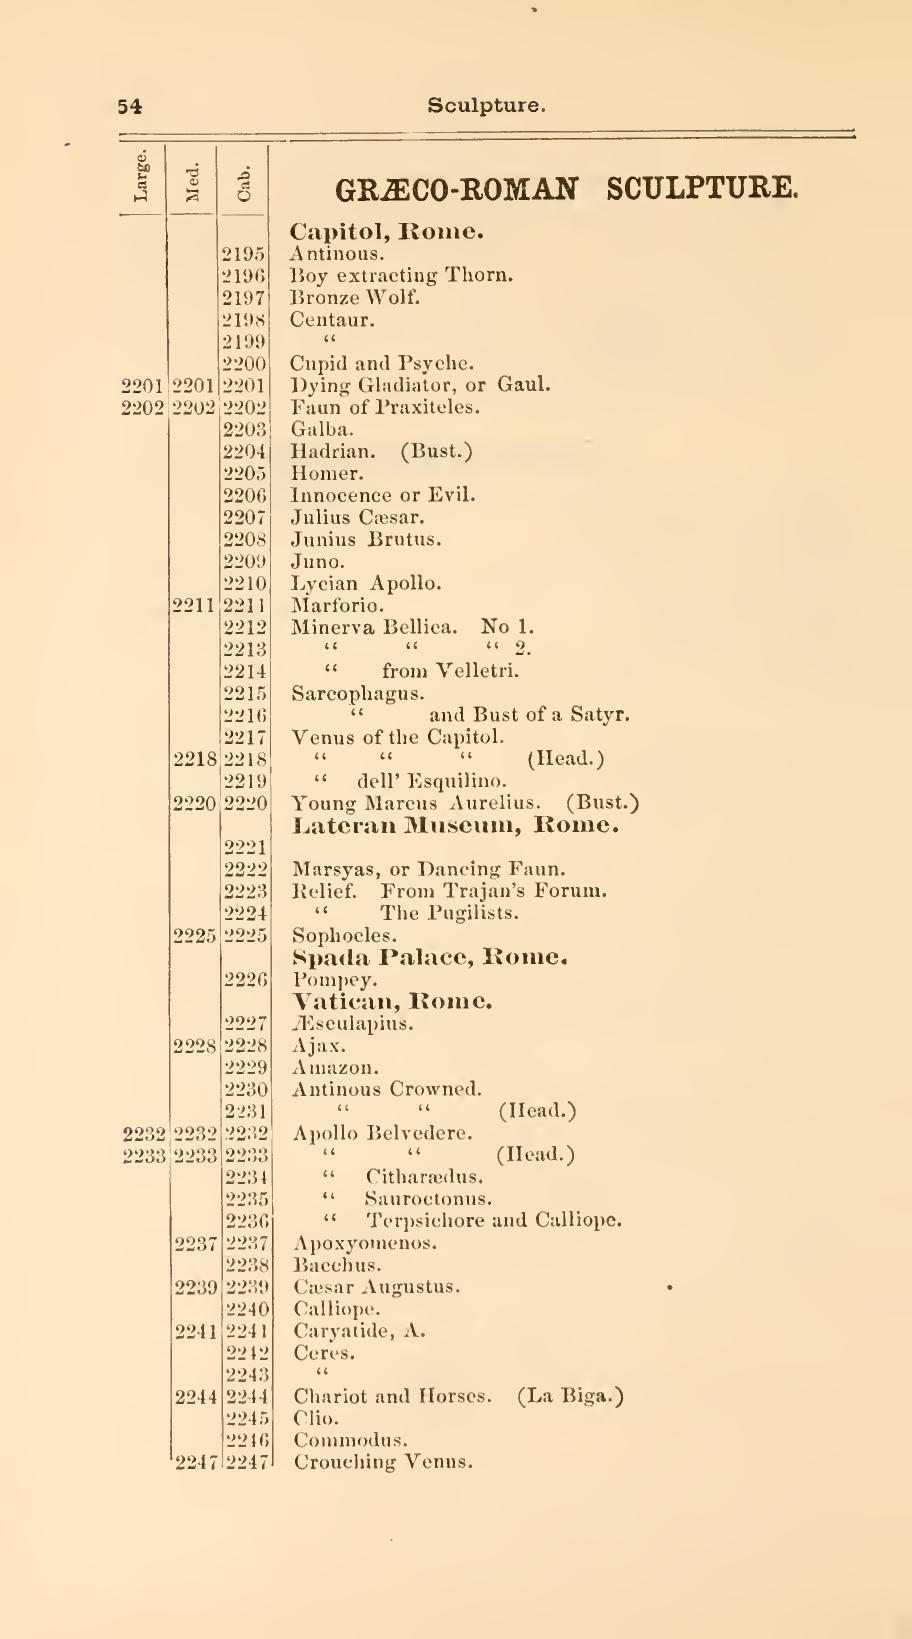 54 Sculpture.
Large. Med. Cab. GRÆCO-ROMAN SCULPTURE.
Capitol, Rome.
2195 Antinous.
2196 Boy extracting Thorn.
2197 Bronze Wolf.
2198 Centaur.
2199 “
2200 Cupid and Psyche.
2201 2201 2201 Dying Gladiator, or Gaul.
2202 2202 2202 Faun of Praxiteles.
2203 Galba.
2204 Hadrian. (Bust.)
2205 Homer.
2206 Innocence or Evil.
2207 Julius Cæsar.
2208 Junius Brutus.
2209 Juno.
2210 Lycian Apollo.
2211 2211 Marforio.
2212 Minerva Bellica. No 1.
2213 “ “ “ 2.
2214 “ from Velletri.
2215 Sarcophagus.
2216 “ and Bust of a Satyr.
2217 Venus of the Capitol.
2218 2218 “ “ “ (Head.)
2219 “ dell’ Esquilino.
2220 2220 Young Marcus Aurelius. (Bust.)
Lateran Museum, Rome.
2221
2222 Marsyas, or Dancing Faun.
2223 Relief. From Trajan’s Forum.
2224 “ The Pugilists.
2225 2225 Sophocles.
Spada Palace, Rome.
2226 Pompey.
Vatican, Rome.
2227 Æsculapius.
2228 2228 Ajax.
2229 Amazon.
2230 Antinous Crowned.
2231 “ “ (Head.)
2232 2232 2232 Apollo Belvedere.
2233 2233 2233 “ “ (Head.)
2234 “ Citharædus.
2235 “ Sauroctonus.
2236 “ Terpsichore and Calliope.
2237 2237 Apoxyomenos.
2238 Bacchus.
2239 2239 Cæsar Augustus.
2240 Calliope.
2241 2241 Caryatide, A.
2242 Ceres.
2243 “
2244 2244 Chariot and Horses. (La Biga.)
2245 Clio.
2246 Commodus.
2247 2247 Crouching Venus.